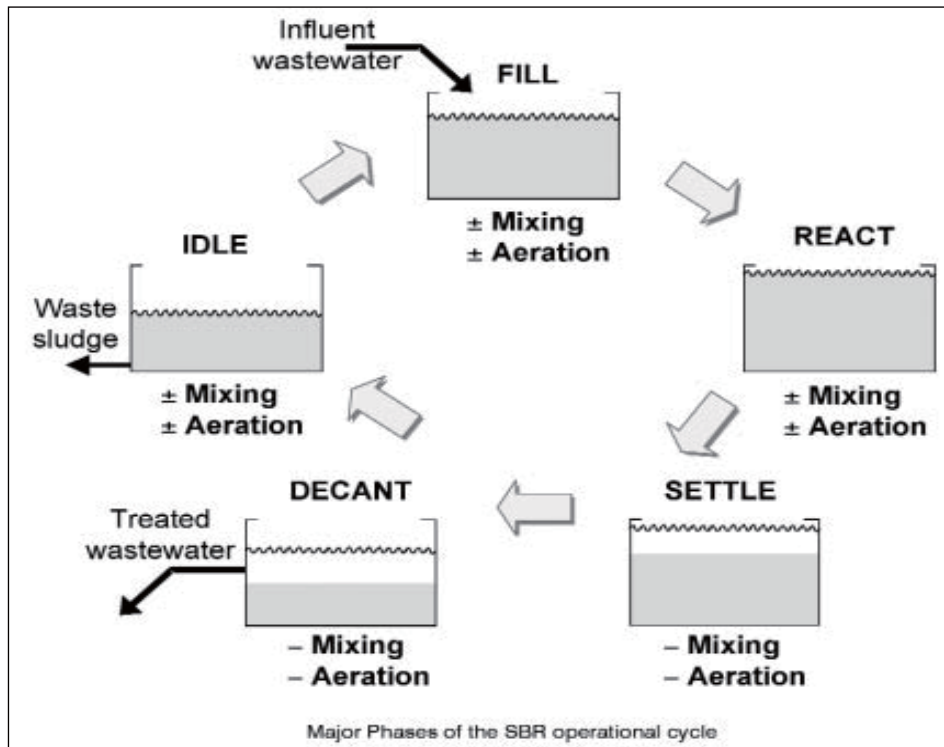 Influent
wastewater
FILL
± Mixing
± Aeration
REACT
± Mixing
± Aeration
SETTLE
– Mixing
– Aeration
DECANT
Treated
wastewater
– Mixing
– Aeration
IDLE
Waste
sludge
± Mixing
± Aeration
Major Phases of the SBR operational cycle